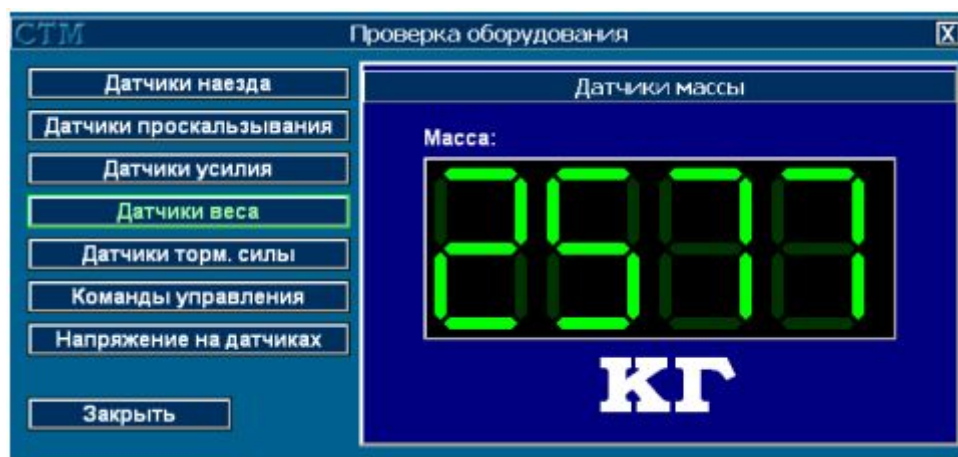 СТМ
Проверка оборудования
X
Датчики наезда
Датчики проскальзывания
Датчики усилия
Датчики веса
Датчики торм. силы
Команды управления
Напряжение на датчиках
Закрыть
Датчики массы
Масса:
2577
кг